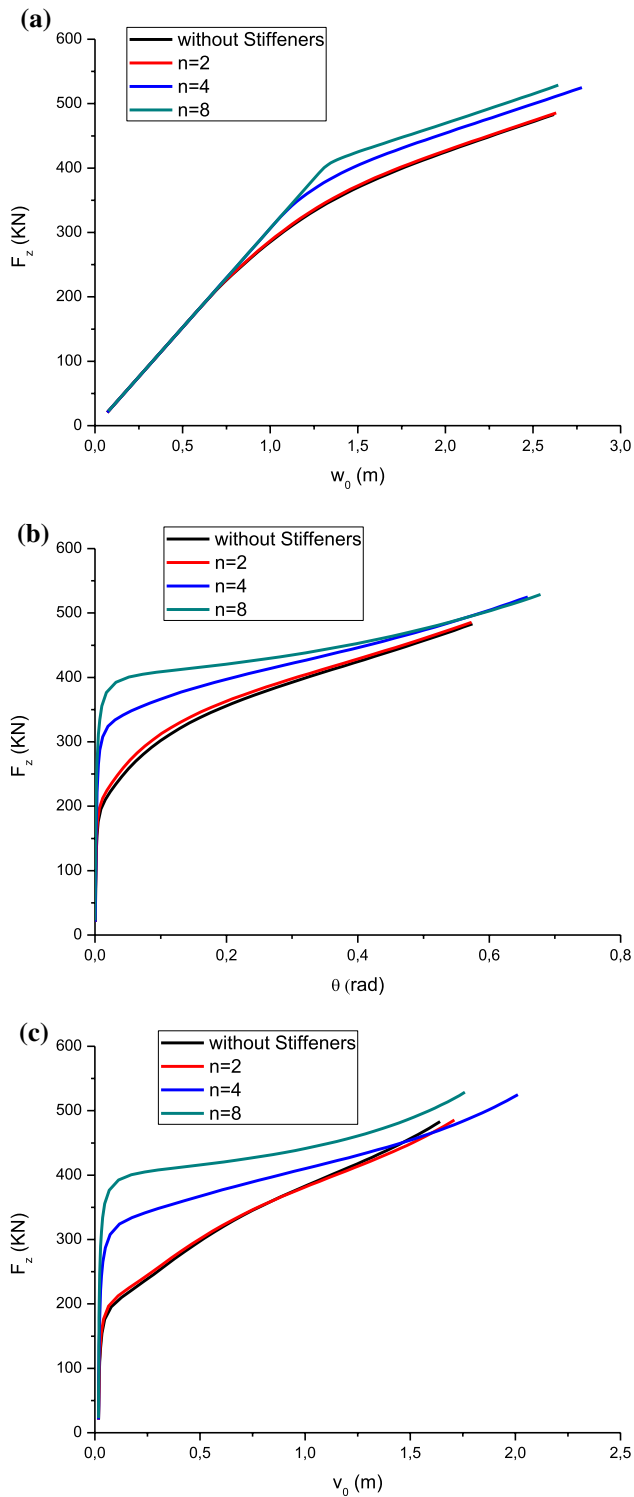 (a)
without Stiffeners
n=2
n=4
n=8
600
500
400
300
200
100
0
F_z (KN)
0,0 0,5 1,0 1,5 2,0 2,5 3,0
w_0 (m)
(b)
without Stiffeners
n=2
n=4
n=8
600
500
400
300
200
100
0
F_z (KN)
0,0 0,2 0,4 0,6 0,8
θ (rad)
(c)
without Stiffeners
n=2
n=4
n=8
600
500
400
300
200
100
0
F_z (KN)
0,0 0,5 1,0 1,5 2,0 2,5
v_0 (m)